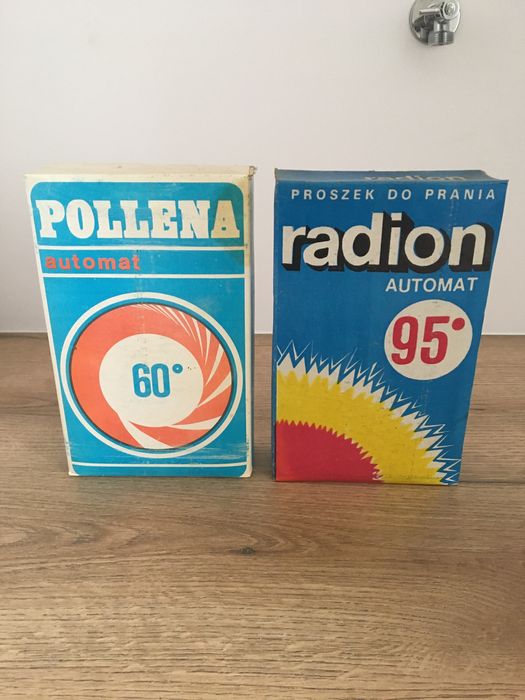 POLLENA
automat
60°
radion
PROSZEK DO PRANIA
radion
AUTOMAT
95°